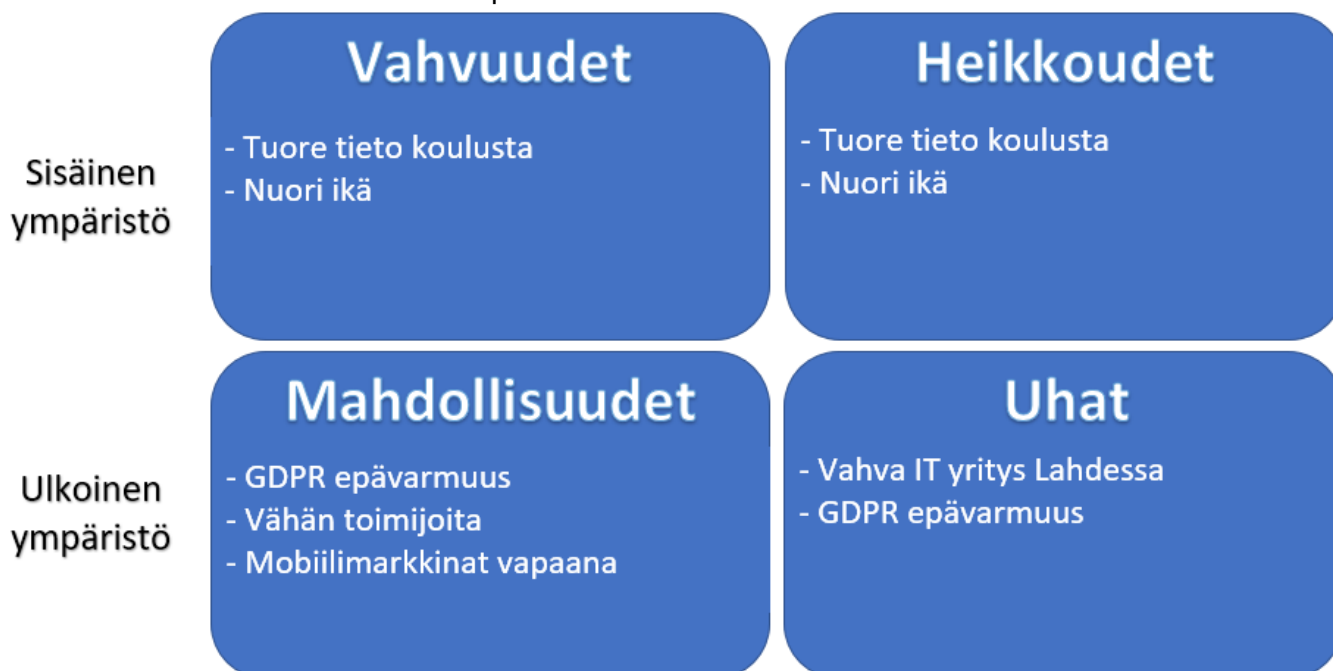 Vahvuudet
- Tuore tieto koulusta
- Nuori ikä
Heikkoudet
- Tuore tieto koulusta
- Nuori ikä
Sisäinen
ympäristö
Mahdollisuudet
- GDPR epävarmuus
- Vähän toimijoita
- Mobiilimarkkinat vapaana
Uhat
- Vahva IT yritys Lahdessa
- GDPR epävarmuus
Ulkoinen
ympäristö